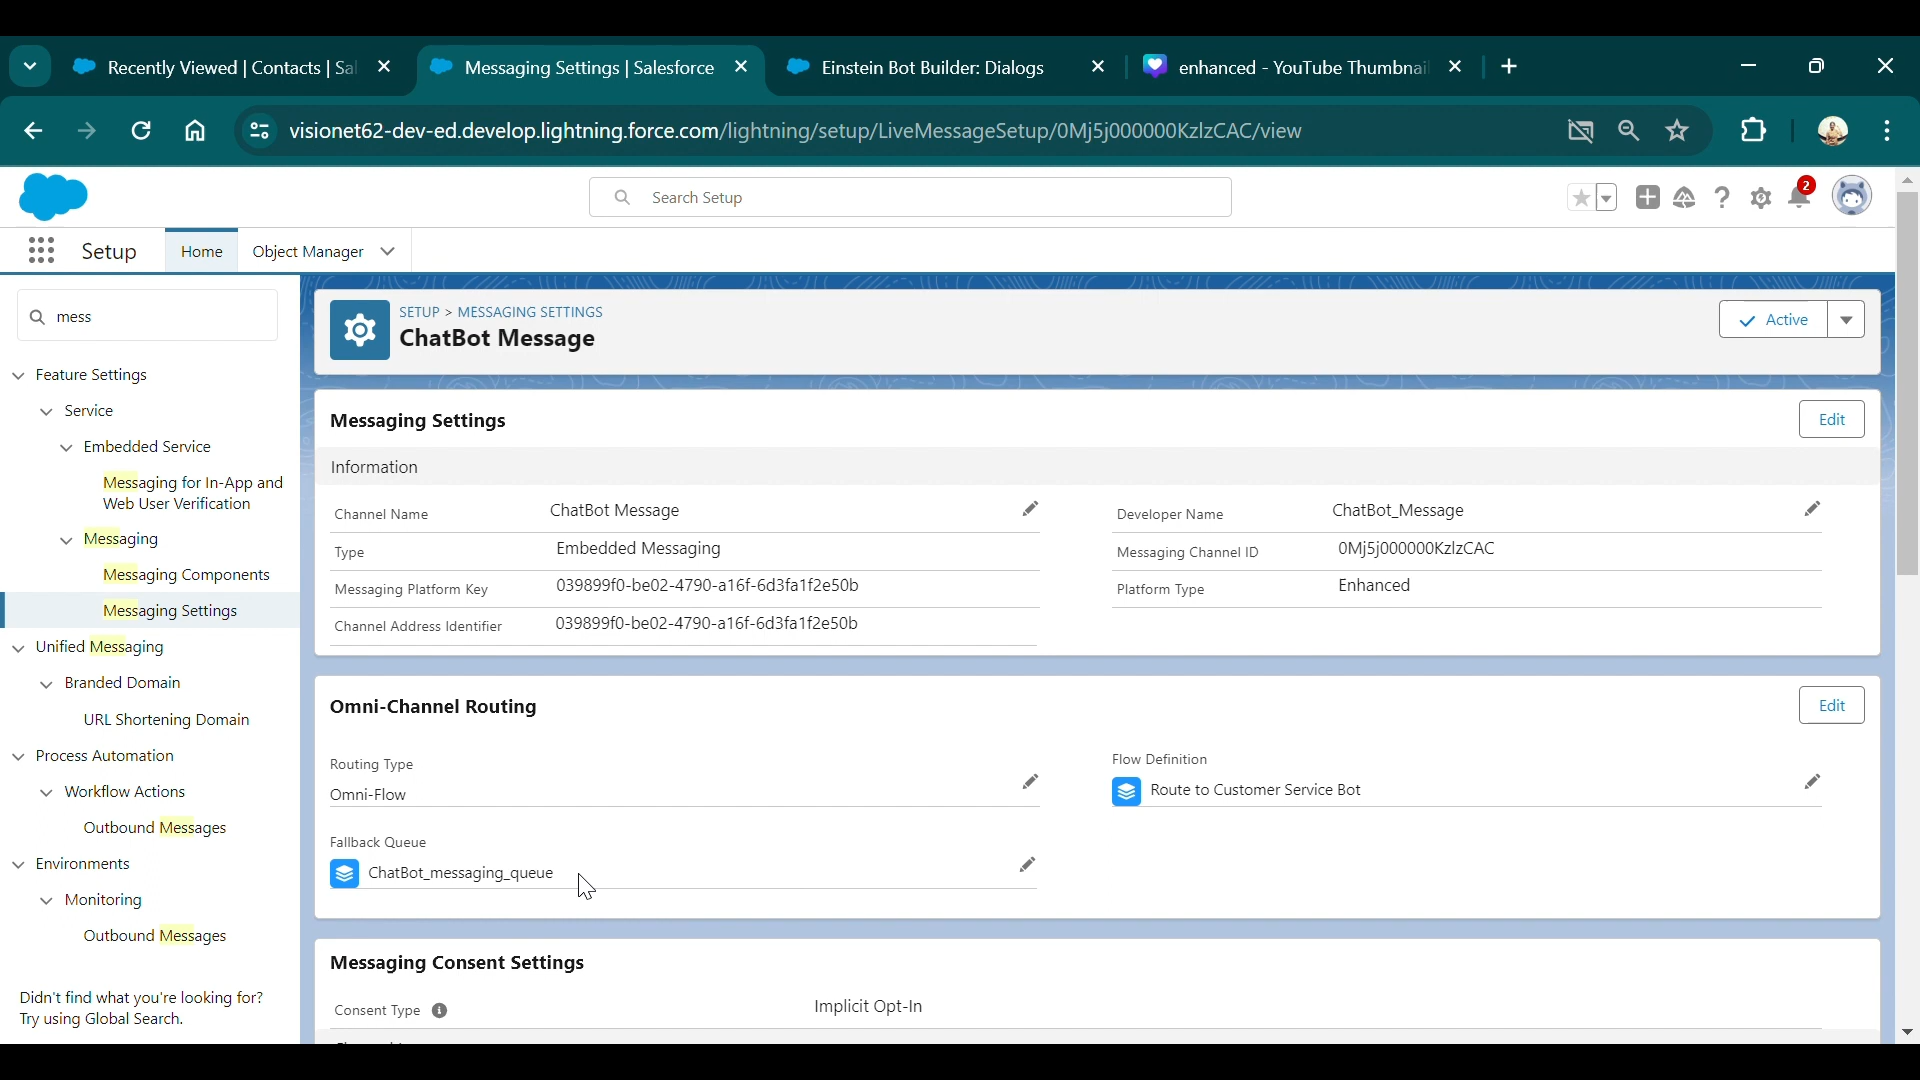 Recently Viewed | Contacts | Sal
Messaging Settings | Salesforce
Einstein Bot Builder: Dialogs
enhanced - YouTube Thumbnail
visionet62-dev-ed.develop.lightning.force.com/lightning/setup/LiveMessageSetup/0Mj5j000000KzlzCAC/view
Search Setup
2
Setup
Home
Object Manager
mess
Feature Settings
Service
Embedded Service
Messaging for In-App and
Web User Verification
Messaging
Messaging Components
Messaging Settings
Unified Messaging
Branded Domain
URL Shortening Domain
Process Automation
Workflow Actions
Outbound Messages
Environments
Monitoring
Outbound Messages
Didn't find what you're looking for?
Try using Global Search.
SETUP > MESSAGING SETTINGS
ChatBot Message
Active
Messaging Settings
Edit
Information
Channel Name ChatBot Message
Developer Name ChatBot_Message
Type Embedded Messaging
Messaging Channel ID 0Mj5j000000KzlzCAC
Messaging Platform Key 039899f0-be02-4790-a16f-6d3fa1f2e50b
Platform Type Enhanced
Channel Address Identifier 039899f0-be02-4790-a16f-6d3fa1f2e50b
Omni-Channel Routing
Edit
Routing Type
Omni-Flow
Flow Definition
Route to Customer Service Bot
Fallback Queue
ChatBot_messaging_queue
Messaging Consent Settings
Consent Type Implicit Opt-In